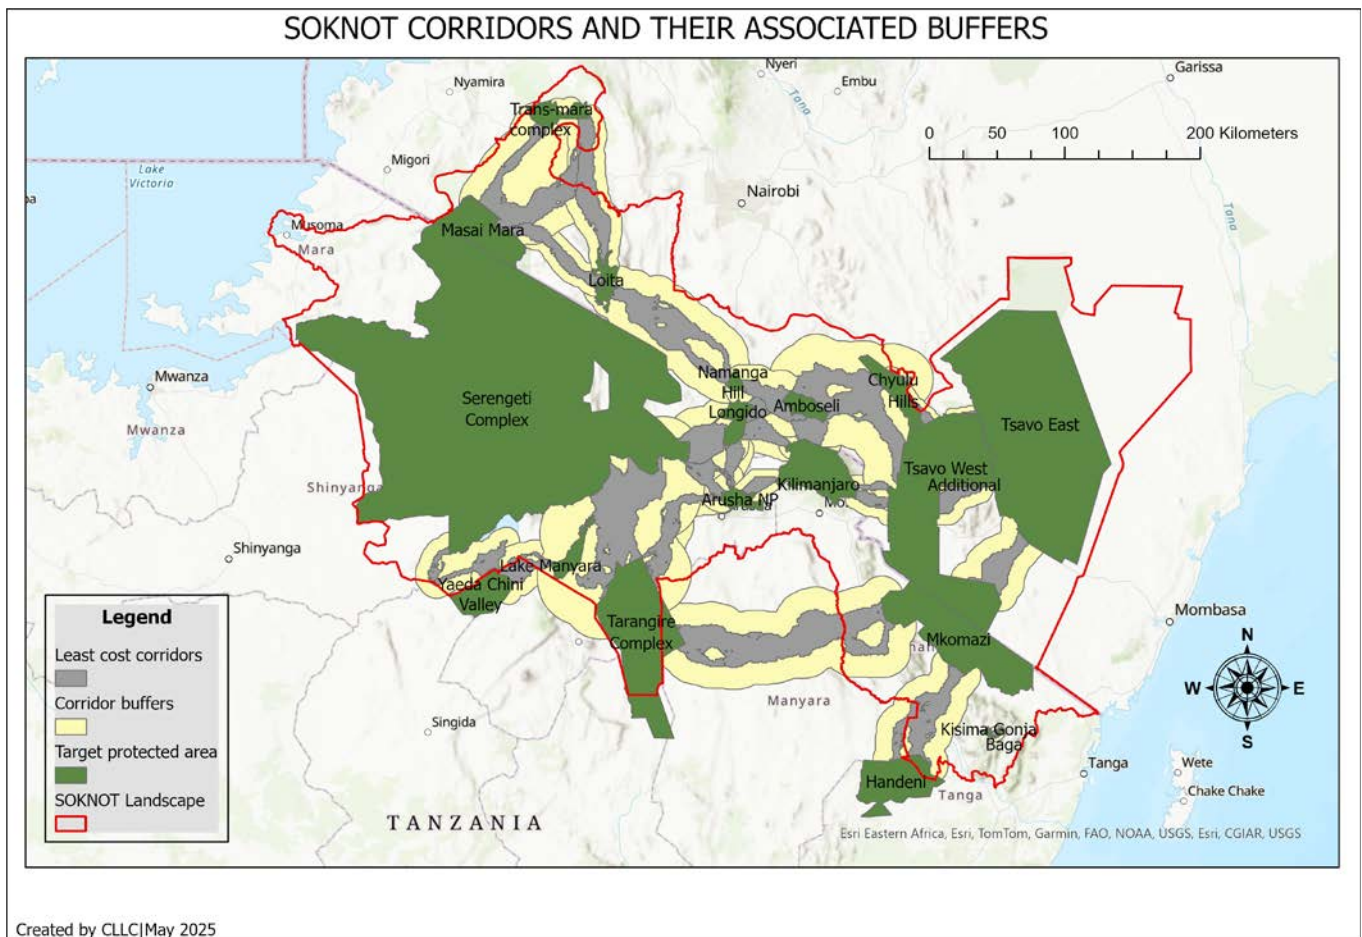 SOKNOT CORRIDORS AND THEIR ASSOCIATED BUFFERS
Nyeri
Garissa
Nyamira
Embu
Tana
Trans-mara
complex
0 50 100 200 Kilometers
Migori
Lake
Victoria
Nairobi
Tana
Musoma
Mara
Masai Mara
Loita
Mwanza
Mwanza
Namanga
Hill
Longido
Amboseli
Chyulu
Hills
Serengeti
Complex
Tsavo East
Tsavo West
Additional
Shinyanga
Kilimanjaro
Arusha NP
Shinyanga
Lake Manyara
Yaeda Chini
Valley
Legend
Least cost corridors
Corridor buffers
Target protected area
SOKNOT Landscape
Mombasa
Tarangire
Complex
Mkomazi
N
W E
S
Manyara
Singida
Kisima Gonja
Baga
Tanga
Wete
Chake Chake
Handeni
Tanga
TANZANIA
Esri Eastern Africa, Esri, TomTom, Garmin, FAO, NOAA, USGS, Esri, CGIAR, USGS
Created by CLLC|May 2025